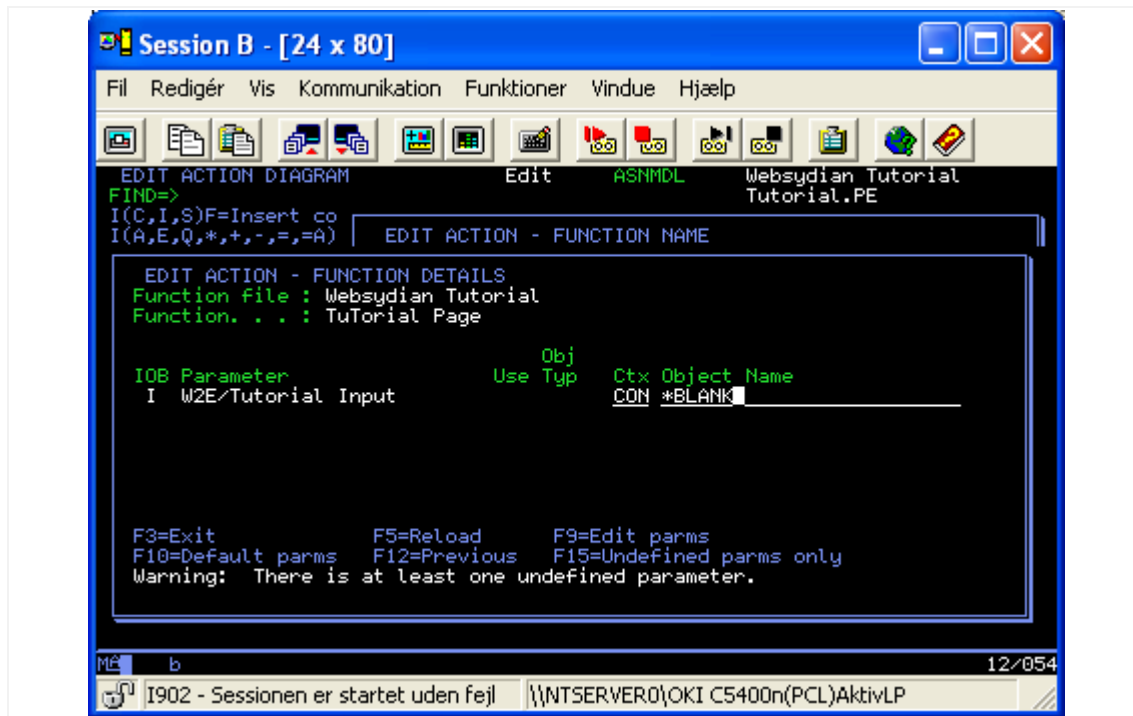 Session B - [24 x 80]
Fil Redigér Vis Kommunikation Funktioner Vindue Hjælp
EDIT ACTION DIAGRAM Edit ASNMDL Websydian Tutorial
FIND=> Tutorial.PE
I(C,I,S)F=Insert co
I(A,E,Q,*,+,-,=,=A) EDIT ACTION - FUNCTION NAME
EDIT ACTION - FUNCTION DETAILS
Function file : Websydian Tutorial
Function. . . : TuTorial Page
Obj
IOB Parameter Use Typ Ctx Object Name
I W2E/Tutorial Input CON *BLANK
F3=Exit F5=Reload F9=Edit parms
F10=Default parms F12=Previous F15=Undefined parms only
Warning: There is at least one undefined parameter.
b 12/054
I902 - Sessionen er startet uden fejl \\NTSERVER0\OKI C5400n(PCL)AktivLP